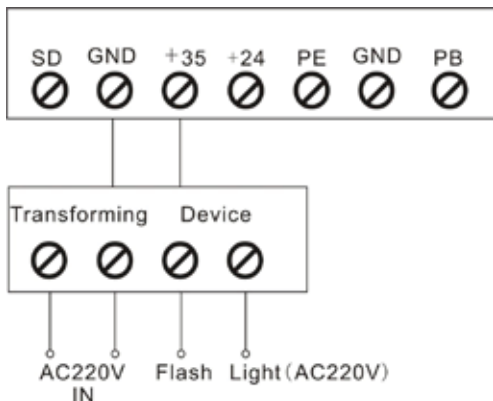 SD GND +35 +24 PE GND PB
Transforming Device
AC220V IN Flash Light(AC220V)